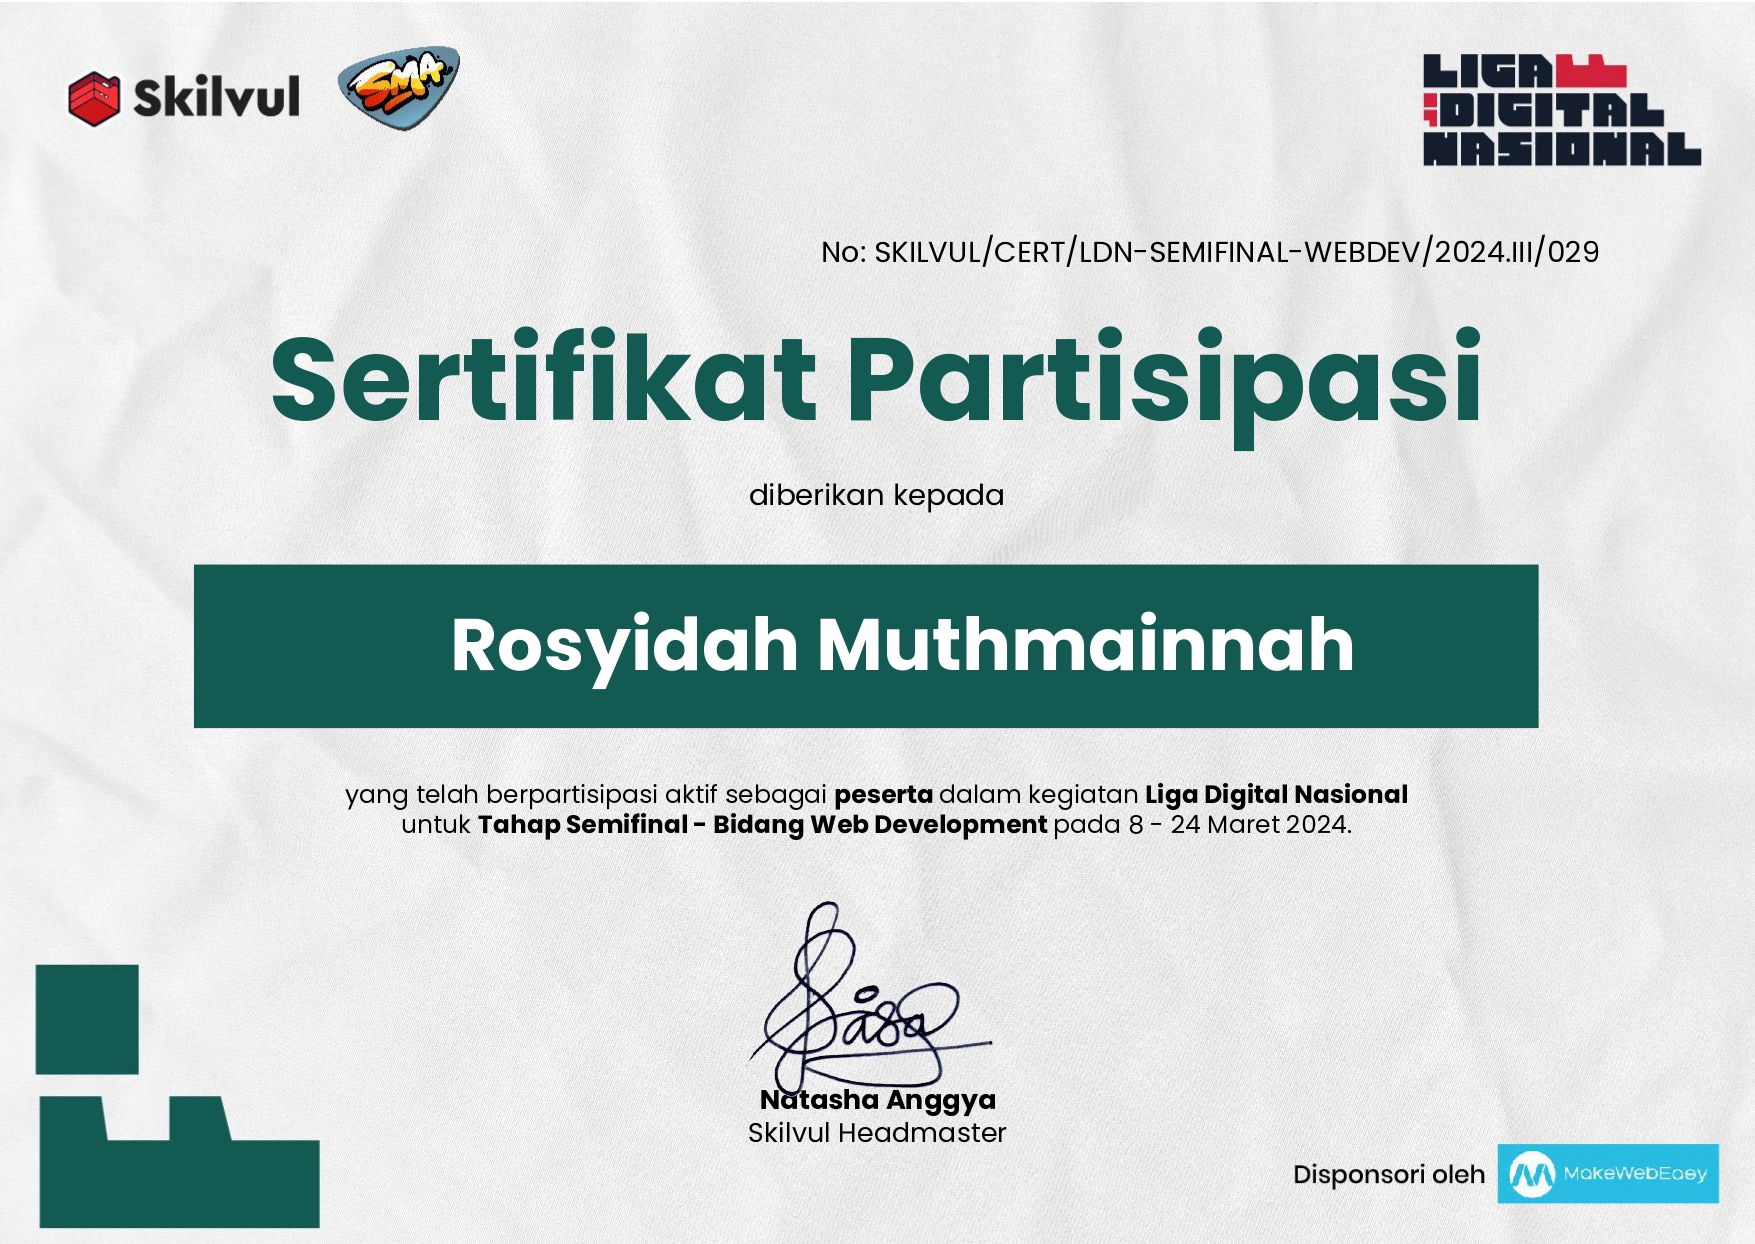 Skilvul
SMA
LIGA
DIGITAL
NASIONAL
No: SKILVUL/CERT/LDN-SEMIFINAL-WEBDEV/2024.III/029
Sertifikat Partisipasi
diberikan kepada
Rosyidah Muthmainnah
yang telah berpartisipasi aktif sebagai peserta dalam kegiatan Liga Digital Nasional
untuk Tahap Semifinal - Bidang Web Development pada 8 - 24 Maret 2024.
Natasha Anggya
Skilvul Headmaster
Disponsori oleh MakeWebEasy